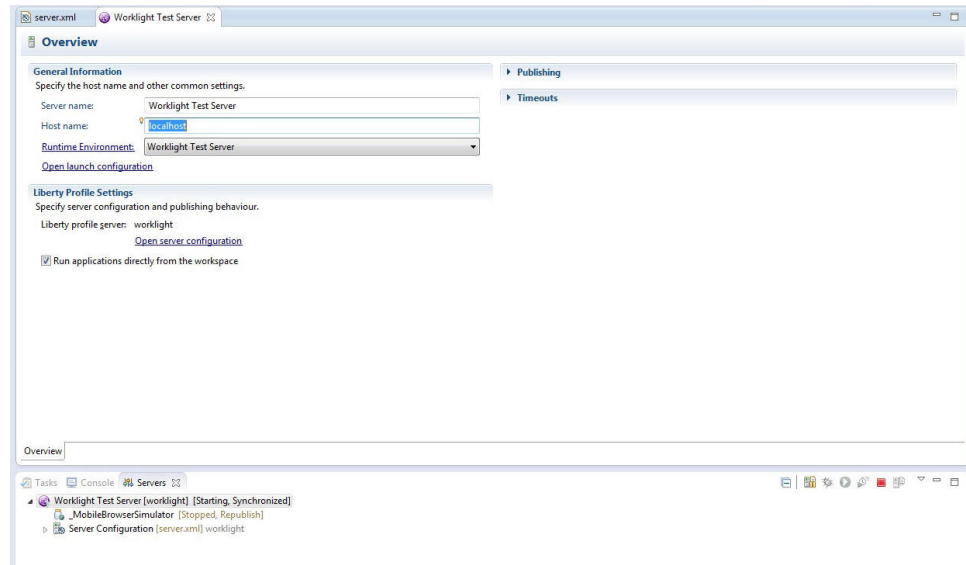 server.xml
Worklight Test Server
Overview
General Information
Specify the host name and other common settings.
Server name: Worklight Test Server
Host name: localhost
Runtime Environment: Worklight Test Server
Open launch configuration
Publishing
Timeouts
Liberty Profile Settings
Specify server configuration and publishing behaviour.
Liberty profile server: worklight
Open server configuration
Run applications directly from the workspace
Overview
Tasks Console Servers
Worklight Test Server [worklight] [Starting, Synchronized]
_MobileBrowserSimulator [Stopped, Republish]
Server Configuration [server.xml] worklight